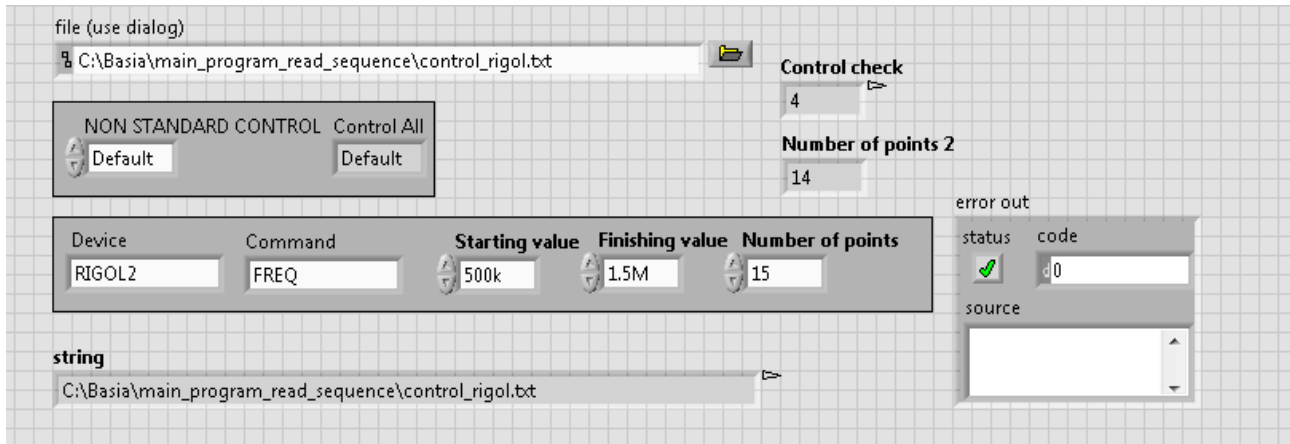 file (use dialog)
C:\Basia\main_program_read_sequence\control_rigol.txt
Control check
4
NON STANDARD CONTROL Control All
Default Default
Number of points 2
14
error out
status code
d 0
source
Device Command Starting value Finishing value Number of points
RIGOL2 FREQ 500k 1.5M 15
string
C:\Basia\main_program_read_sequence\control_rigol.txt